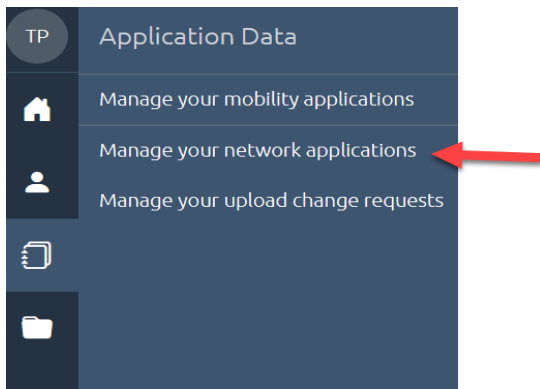 TP
Application Data
Manage your mobility applications
Manage your network applications
Manage your upload change requests